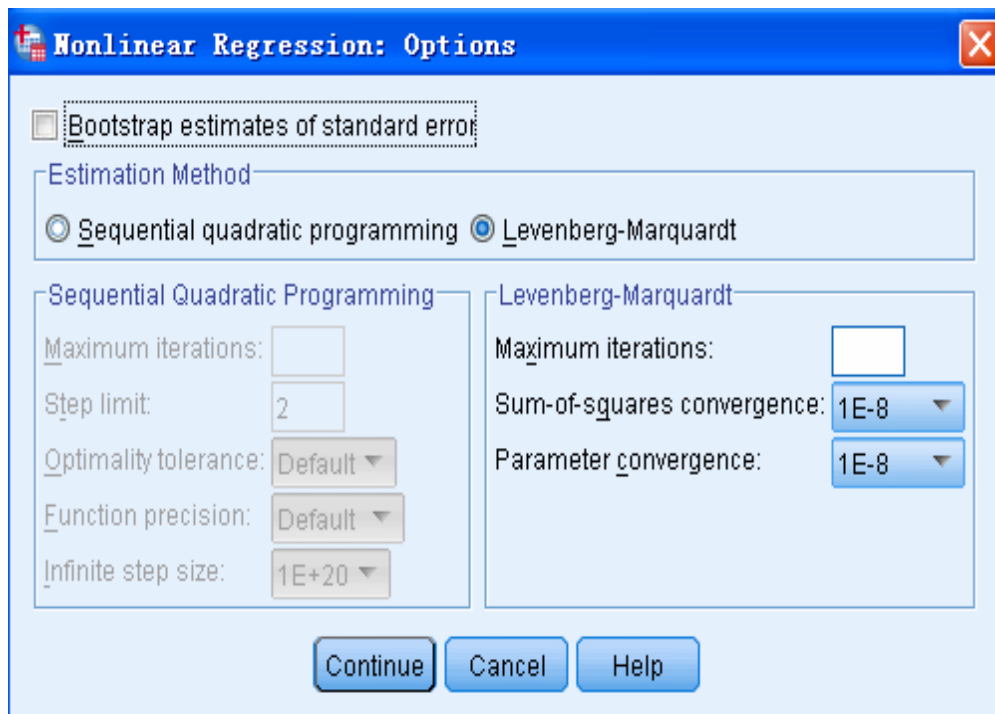 Nonlinear Regression: Options
Bootstrap estimates of standard error
Estimation Method
Sequential quadratic programming Levenberg-Marquardt
Sequential Quadratic Programming
Maximum iterations:
Step limit: 2
Optimality tolerance: Default
Function precision: Default
Infinite step size: 1E+20
Levenberg-Marquardt
Maximum iterations:
Sum-of-squares convergence: 1E-8
Parameter convergence: 1E-8
Continue Cancel Help